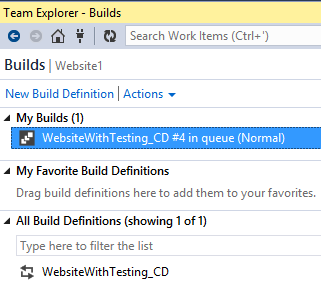 Team Explorer - Builds
Search Work Items (Ctrl+')
Builds | Website1
New Build Definition | Actions
My Builds (1)
WebsiteWithTesting_CD #4 in queue (Normal)
My Favorite Build Definitions
Drag build definitions here to add them to your favorites.
All Build Definitions (showing 1 of 1)
Type here to filter the list
WebsiteWithTesting_CD